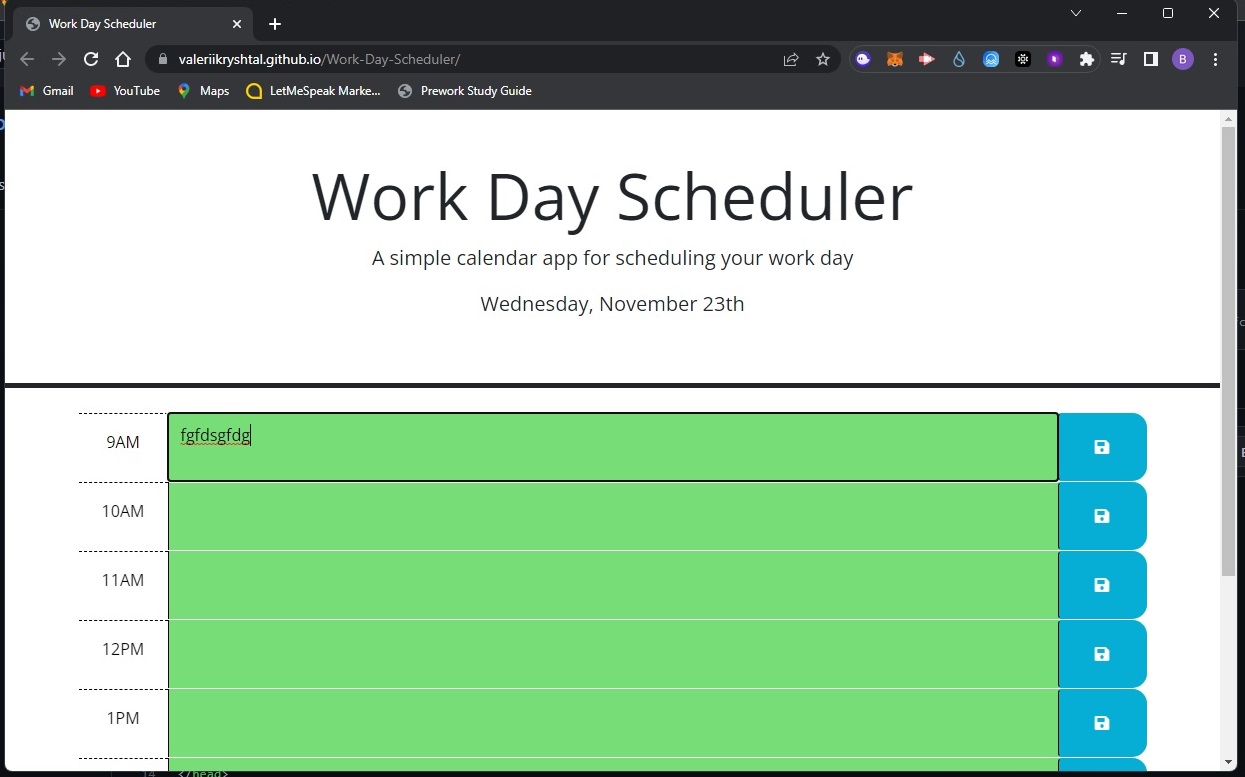 Work Day Scheduler
valeriikryshtal.github.io/Work-Day-Scheduler/
B
Gmail
YouTube
Maps
LetMeSpeak Marke...
Prework Study Guide
Work Day Scheduler
A simple calendar app for scheduling your work day
Wednesday, November 23th
9AM
fgfdsgfdg
10AM
11AM
12PM
1PM
14 </head>